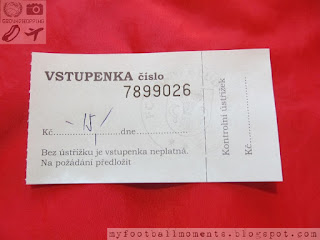 GROUNDHOPPING
VSTUPENKA číslo
7899026
Kč -15,- dne
Bez ústřižku je vstupenka neplatná.
Na požádání předložit
Kontrolní ústřižek
Kč
myfootballmoments.blogspot.com